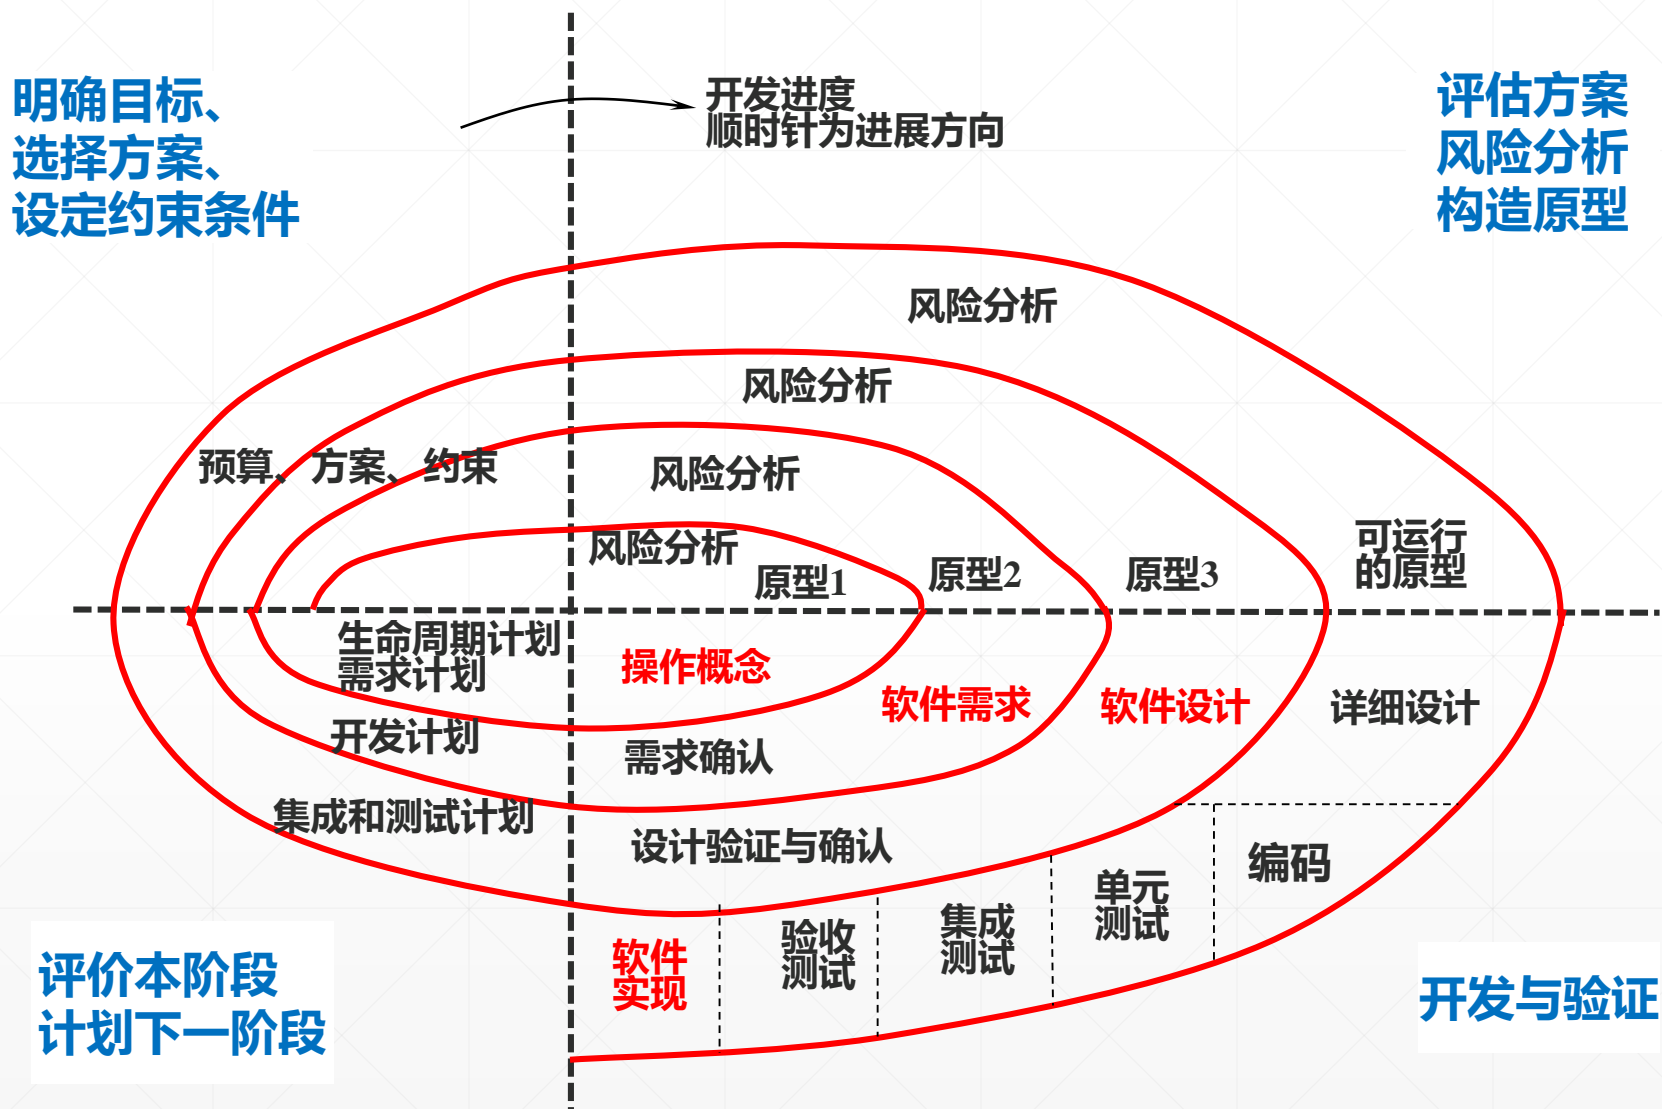 明确目标、
选择方案、
设定约束条件
开发进度
顺时针为进展方向
评估方案
风险分析
构造原型
风险分析
风险分析
预算、方案、约束
风险分析
风险分析
原型1
原型2
原型3
可运行
的原型
生命周期计划
需求计划
操作概念
软件需求
软件设计
详细设计
开发计划
需求确认
集成和测试计划
设计验证与确认
编码
单元
测试
集成
测试
验收
测试
软件
实现
评价本阶段
计划下一阶段
开发与验证